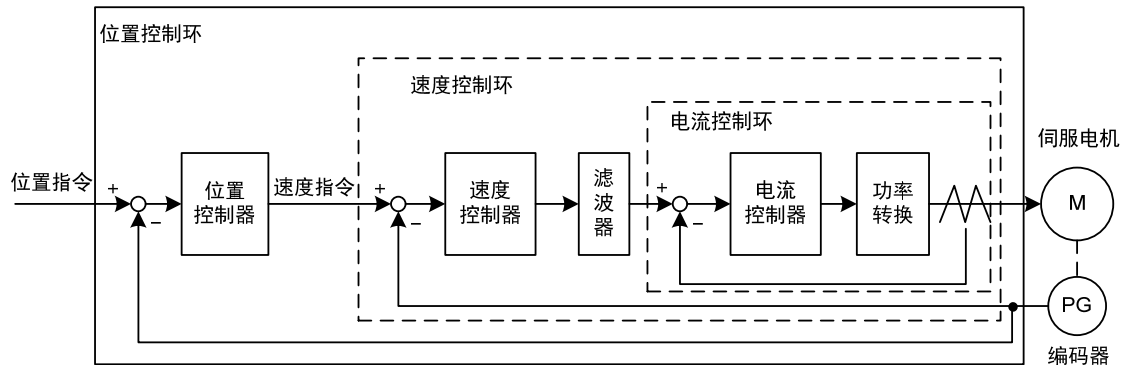 位置控制环
速度控制环
电流控制环
伺服电机
位置指令
+
−
位置
控制器
速度指令
+
−
速度
控制器
滤
波
器
+
−
电流
控制器
功率
转换
M
PG
编码器